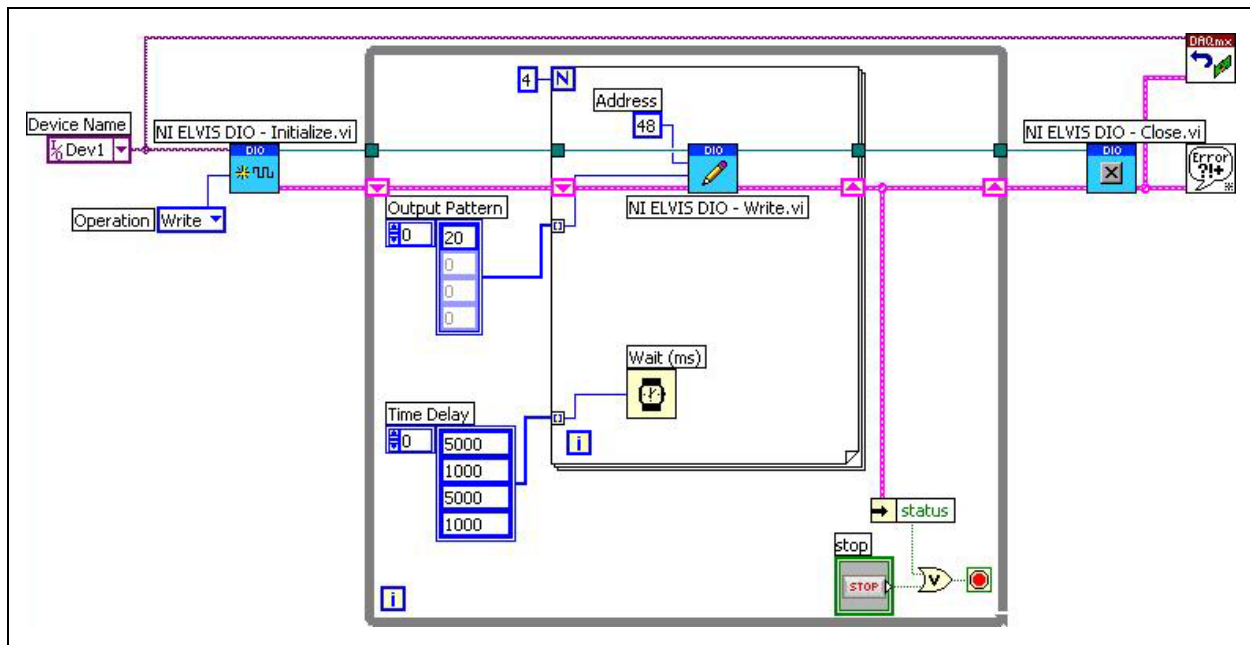 DAQmx
4
N
Address
48
Device Name
I/O Dev1
NI ELVIS DIO - Initialize.vi
DIO
DIO
NI ELVIS DIO - Close.vi
DIO
Error
?!+
Operation
Write
Output Pattern
NI ELVIS DIO - Write.vi
0
20
0
0
0
Wait (ms)
Time Delay
0
5000
1000
5000
1000
i
status
stop
STOP
V
i